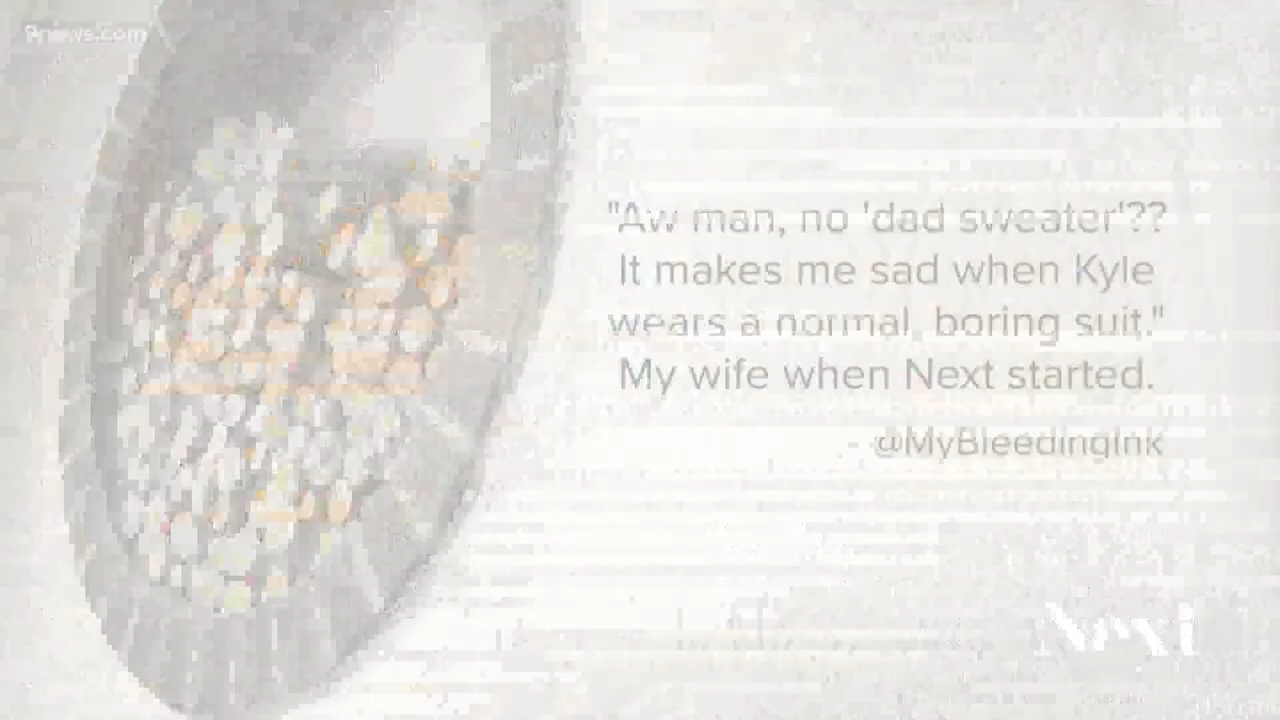 9news.com
"Aw man, no 'dad sweater'??
It makes me sad when Kyle
wears a normal, boring suit."
My wife when Next started.
- @MyBleedingInk
Next